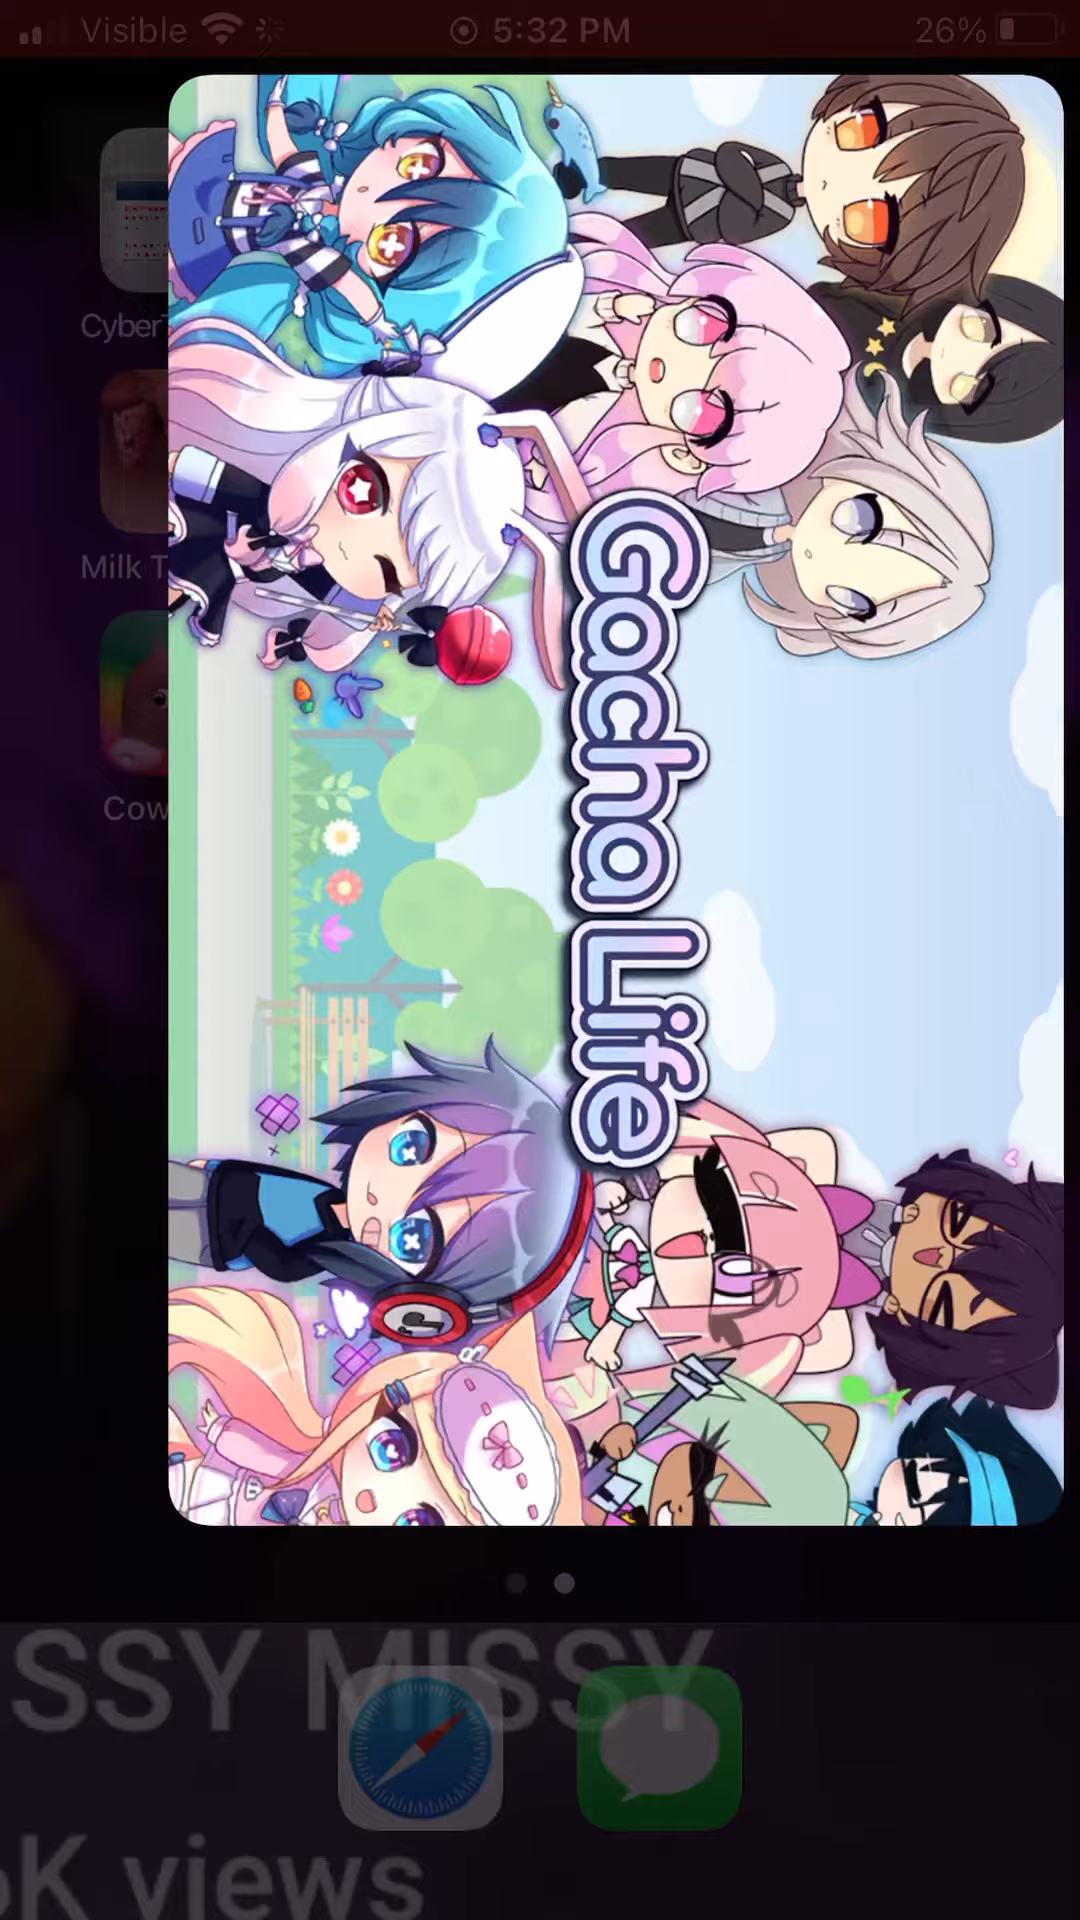 Visible
5:32 PM
26%
Cyber
Milk T
Cow
Gacha Life
SSY MISSY
K views